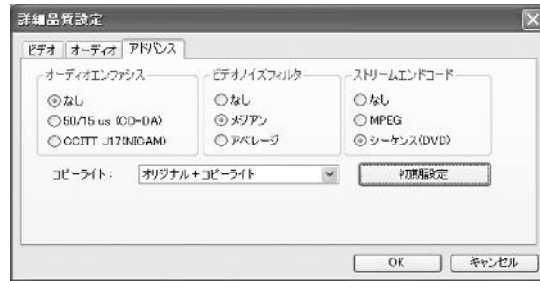 詳細品質設定
ビデオ オーディオ アドバンス
オーディオエンファシス
なし
50/15 us (CD-DA)
CCITT J17(NICAM)
ビデオノイズフィルタ
なし
メジアン
アベレージ
ストリームエンドコード
なし
MPEG
シーケンス(DVD)
コピーライト: オリジナル+コピーライト 初期設定
OK キャンセル